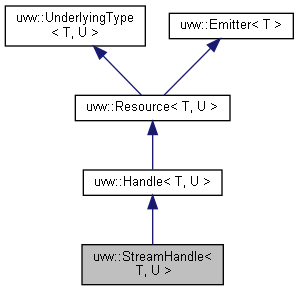 uvw::UnderlyingType
< T, U >
uvw::Emitter< T >
uvw::Resource< T, U >
uvw::Handle< T, U >
uvw::StreamHandle<
T, U >